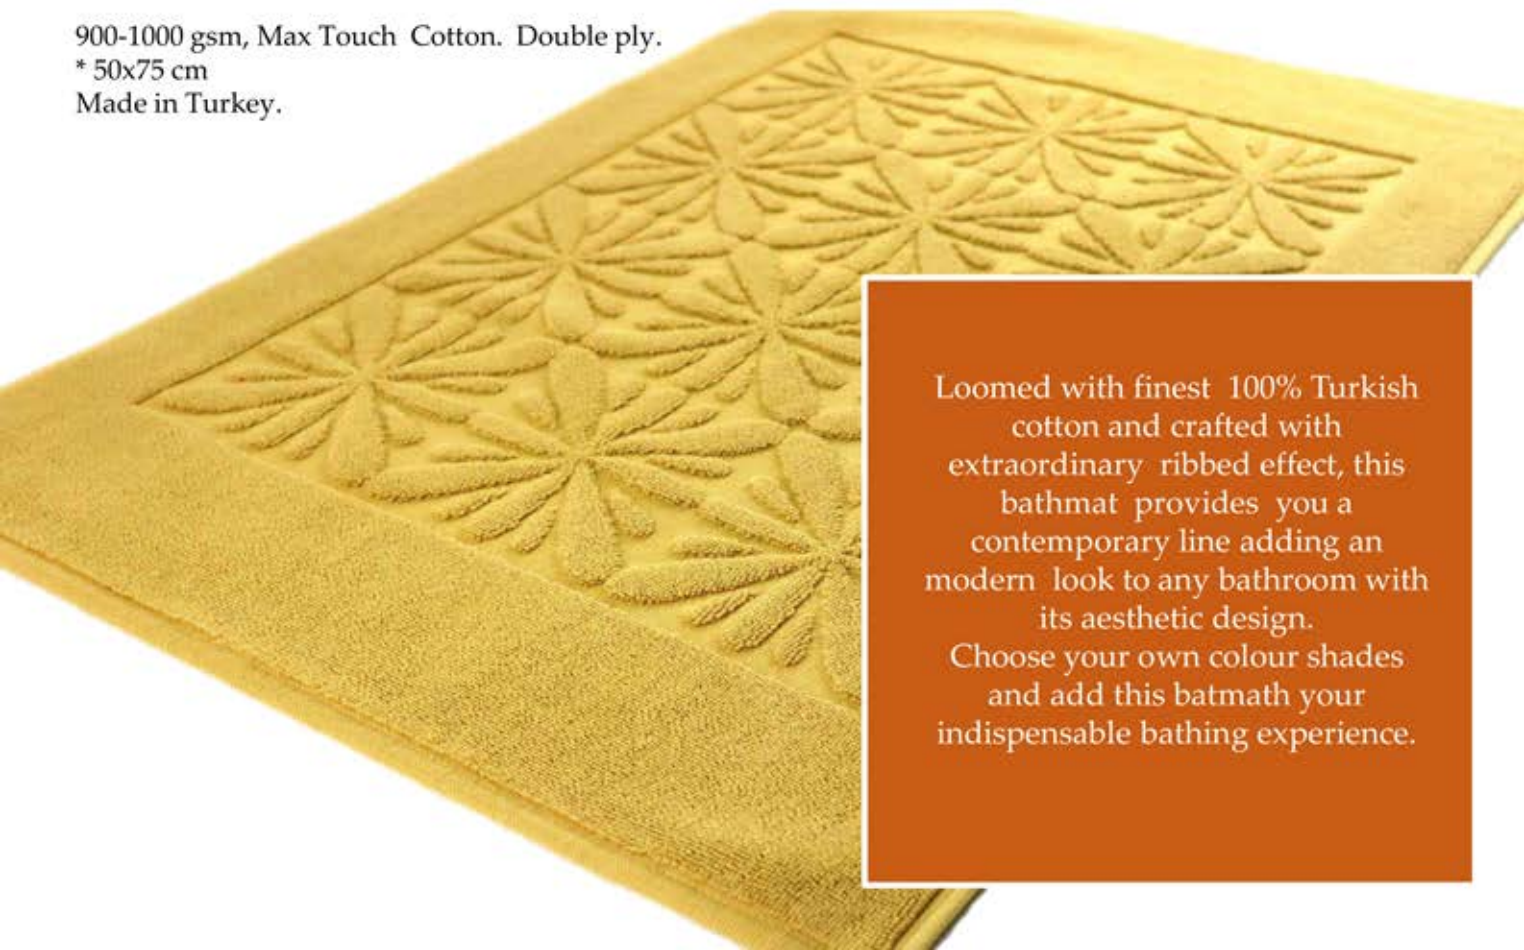 900-1000 gsm, Max Touch Cotton. Double ply.
* 50x75 cm
Made in Turkey.
Loomed with finest 100% Turkish
cotton and crafted with
extraordinary ribbed effect, this
bathmat provides you a
contemporary line adding an
modern look to any bathroom with
its aesthetic design.
Choose your own colour shades
and add this batmath your
indispensable bathing experience.